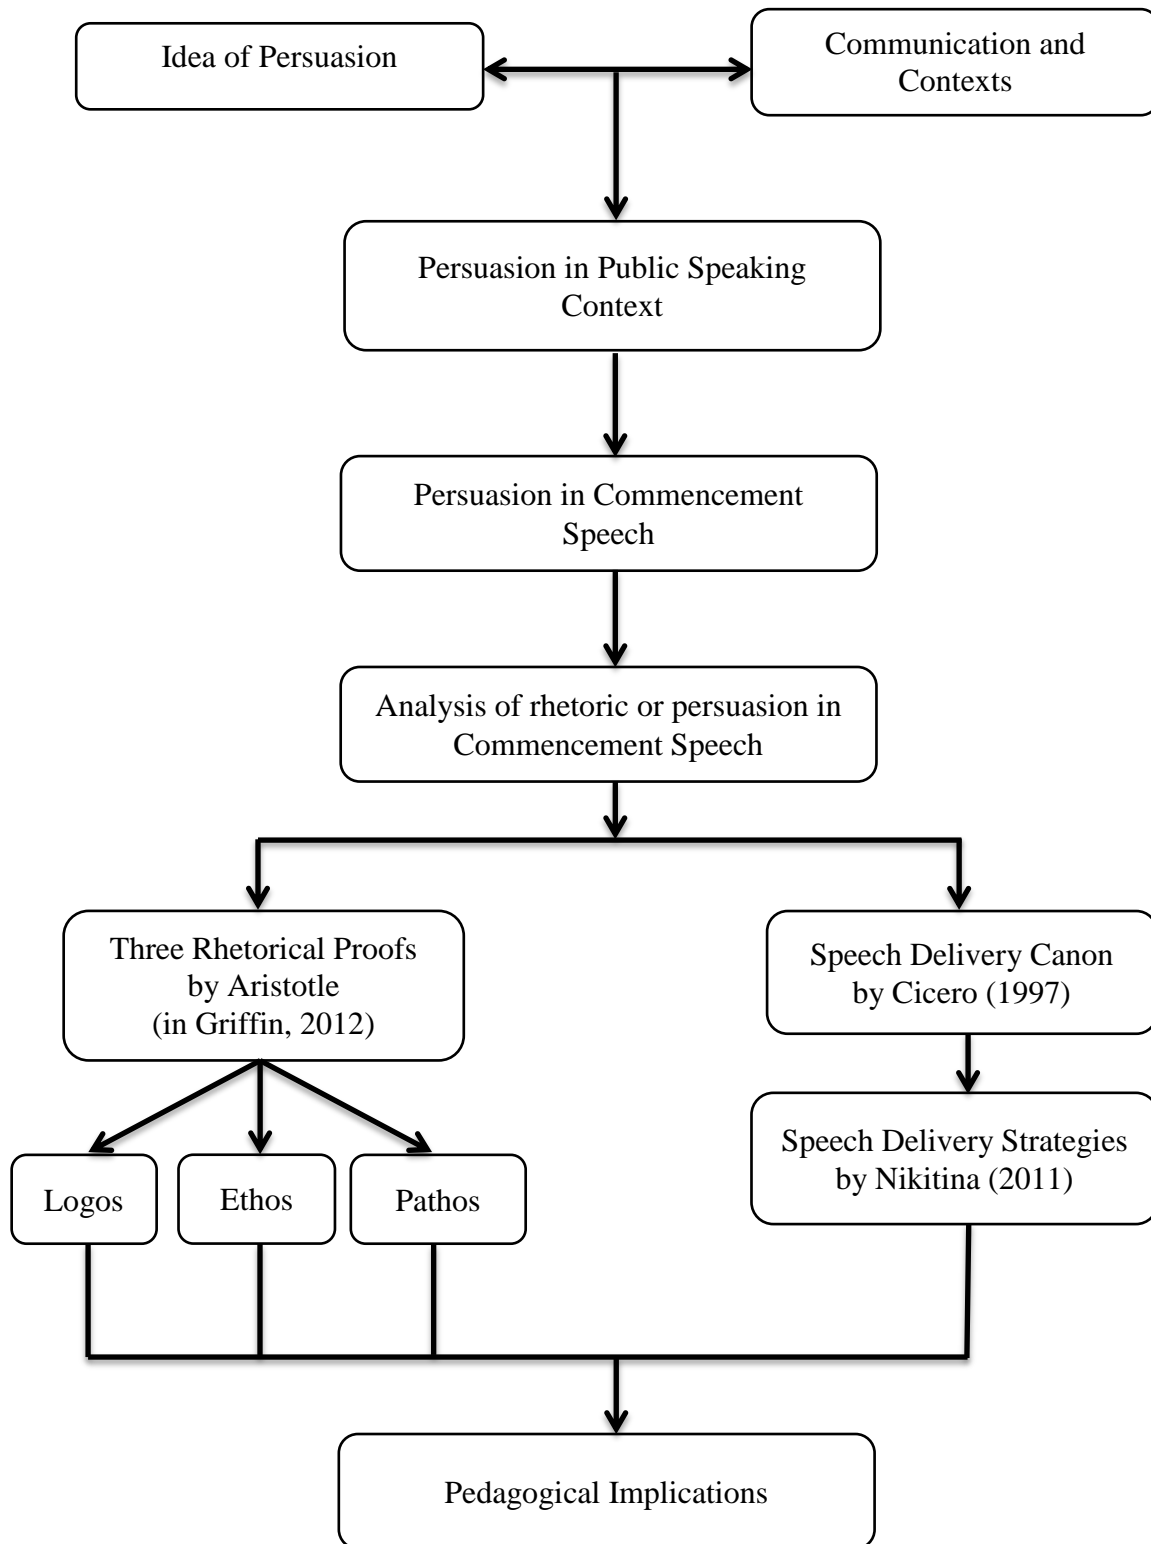 Idea of Persuasion
Communication and
Contexts
Persuasion in Public Speaking
Context
Persuasion in Commencement
Speech
Analysis of rhetoric or persuasion in
Commencement Speech
Three Rhetorical Proofs
by Aristotle
(in Griffin, 2012)
Speech Delivery Canon
by Cicero (1997)
Speech Delivery Strategies
by Nikitina (2011)
Logos
Ethos
Pathos
Pedagogical Implications